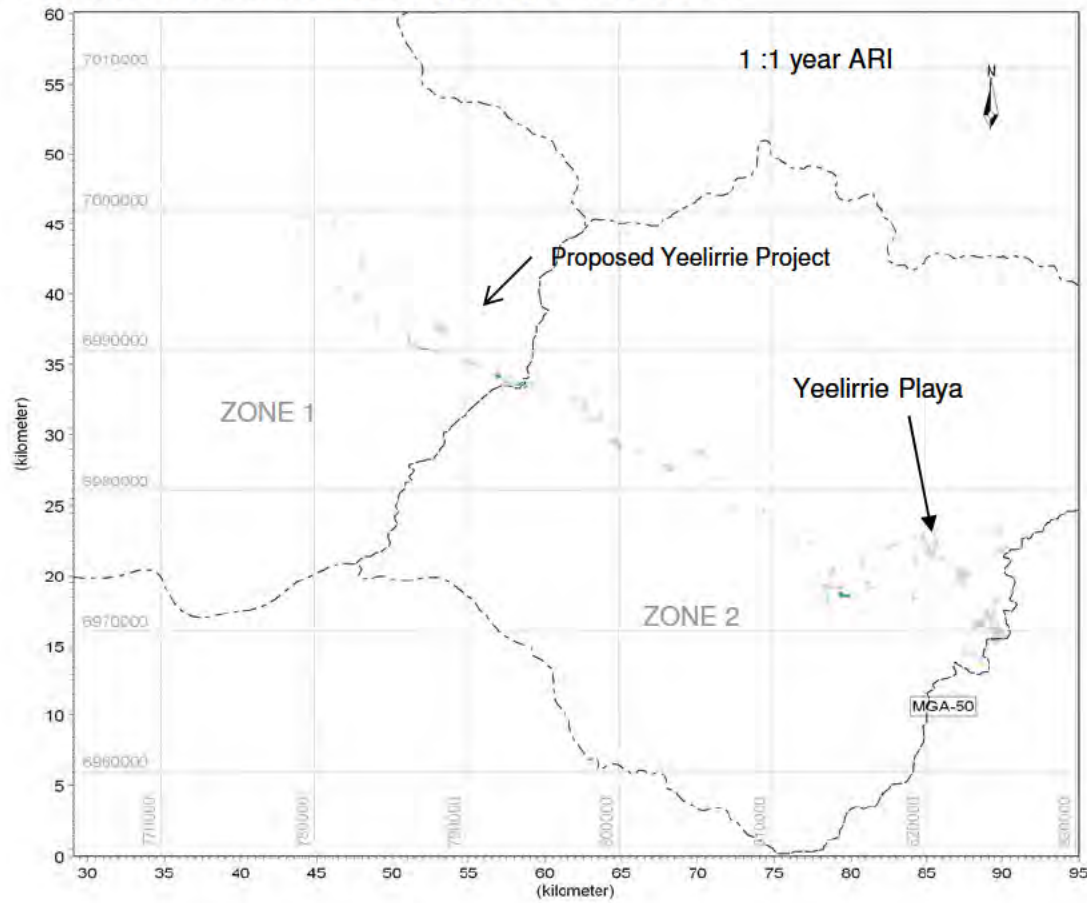 60
55
50
45
40
35
30
25
20
15
10
5
0
(kilometer)
7010000
7000000
6990000
6980000
6970000
6960000
1 :1 year ARI
N
Proposed Yeelirrie Project
ZONE 1
Yeelirrie Playa
ZONE 2
MGA-50
770000
780000
790000
800000
810000
820000
830000
30 35 40 45 50 55 60 65 70 75 80 85 90 95
(kilometer)